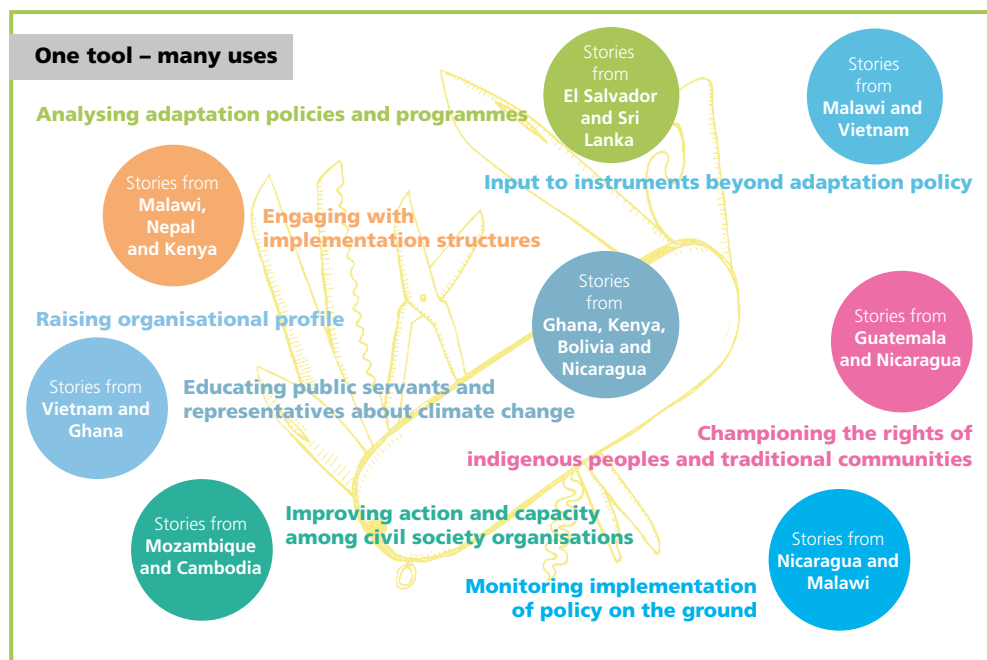 One tool – many uses
Analysing adaptation policies and programmes
Stories
from
El Salvador
and Sri
Lanka
Stories
from
Malawi and
Vietnam
Input to instruments beyond adaptation policy
Stories from
Malawi,
Nepal
and Kenya
Engaging with
implementation structures
Raising organisational profile
Stories from
Vietnam and
Ghana
Stories
from
Ghana, Kenya,
Bolivia and
Nicaragua
Educating public servants and
representatives about climate change
Stories from
Guatemala
and Nicaragua
Championing the rights of
indigenous peoples and traditional communities
Stories from
Mozambique
and Cambodia
Improving action and capacity
among civil society organisations
Monitoring implementation
of policy on the ground
Stories from
Nicaragua and
Malawi